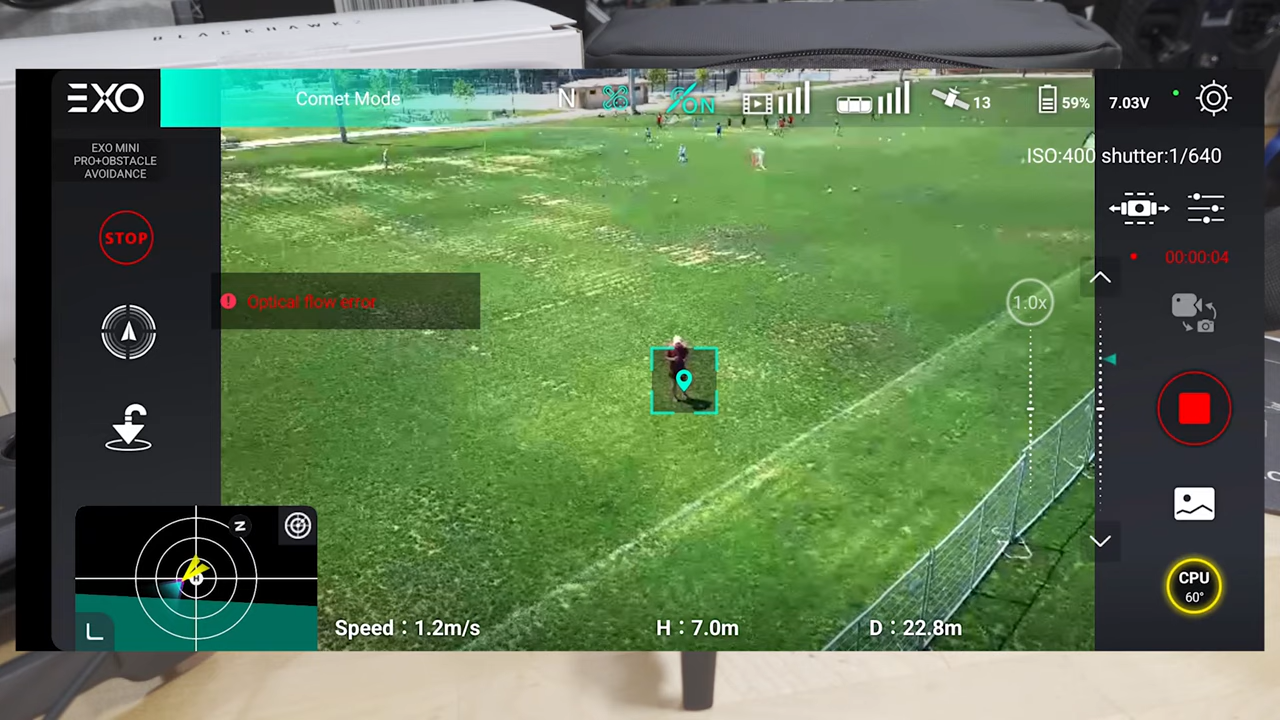 BLACKHAWK
EXO
Comet Mode
N
ON
13
59%
7.03V
EXO MINI
PRO+OBSTACLE
AVOIDANCE
ISO:400 shutter:1/640
STOP
00:00:04
Optical flow error
1.0x
N
H
CPU
60°
Speed : 1.2m/s
H : 7.0m
D : 22.8m